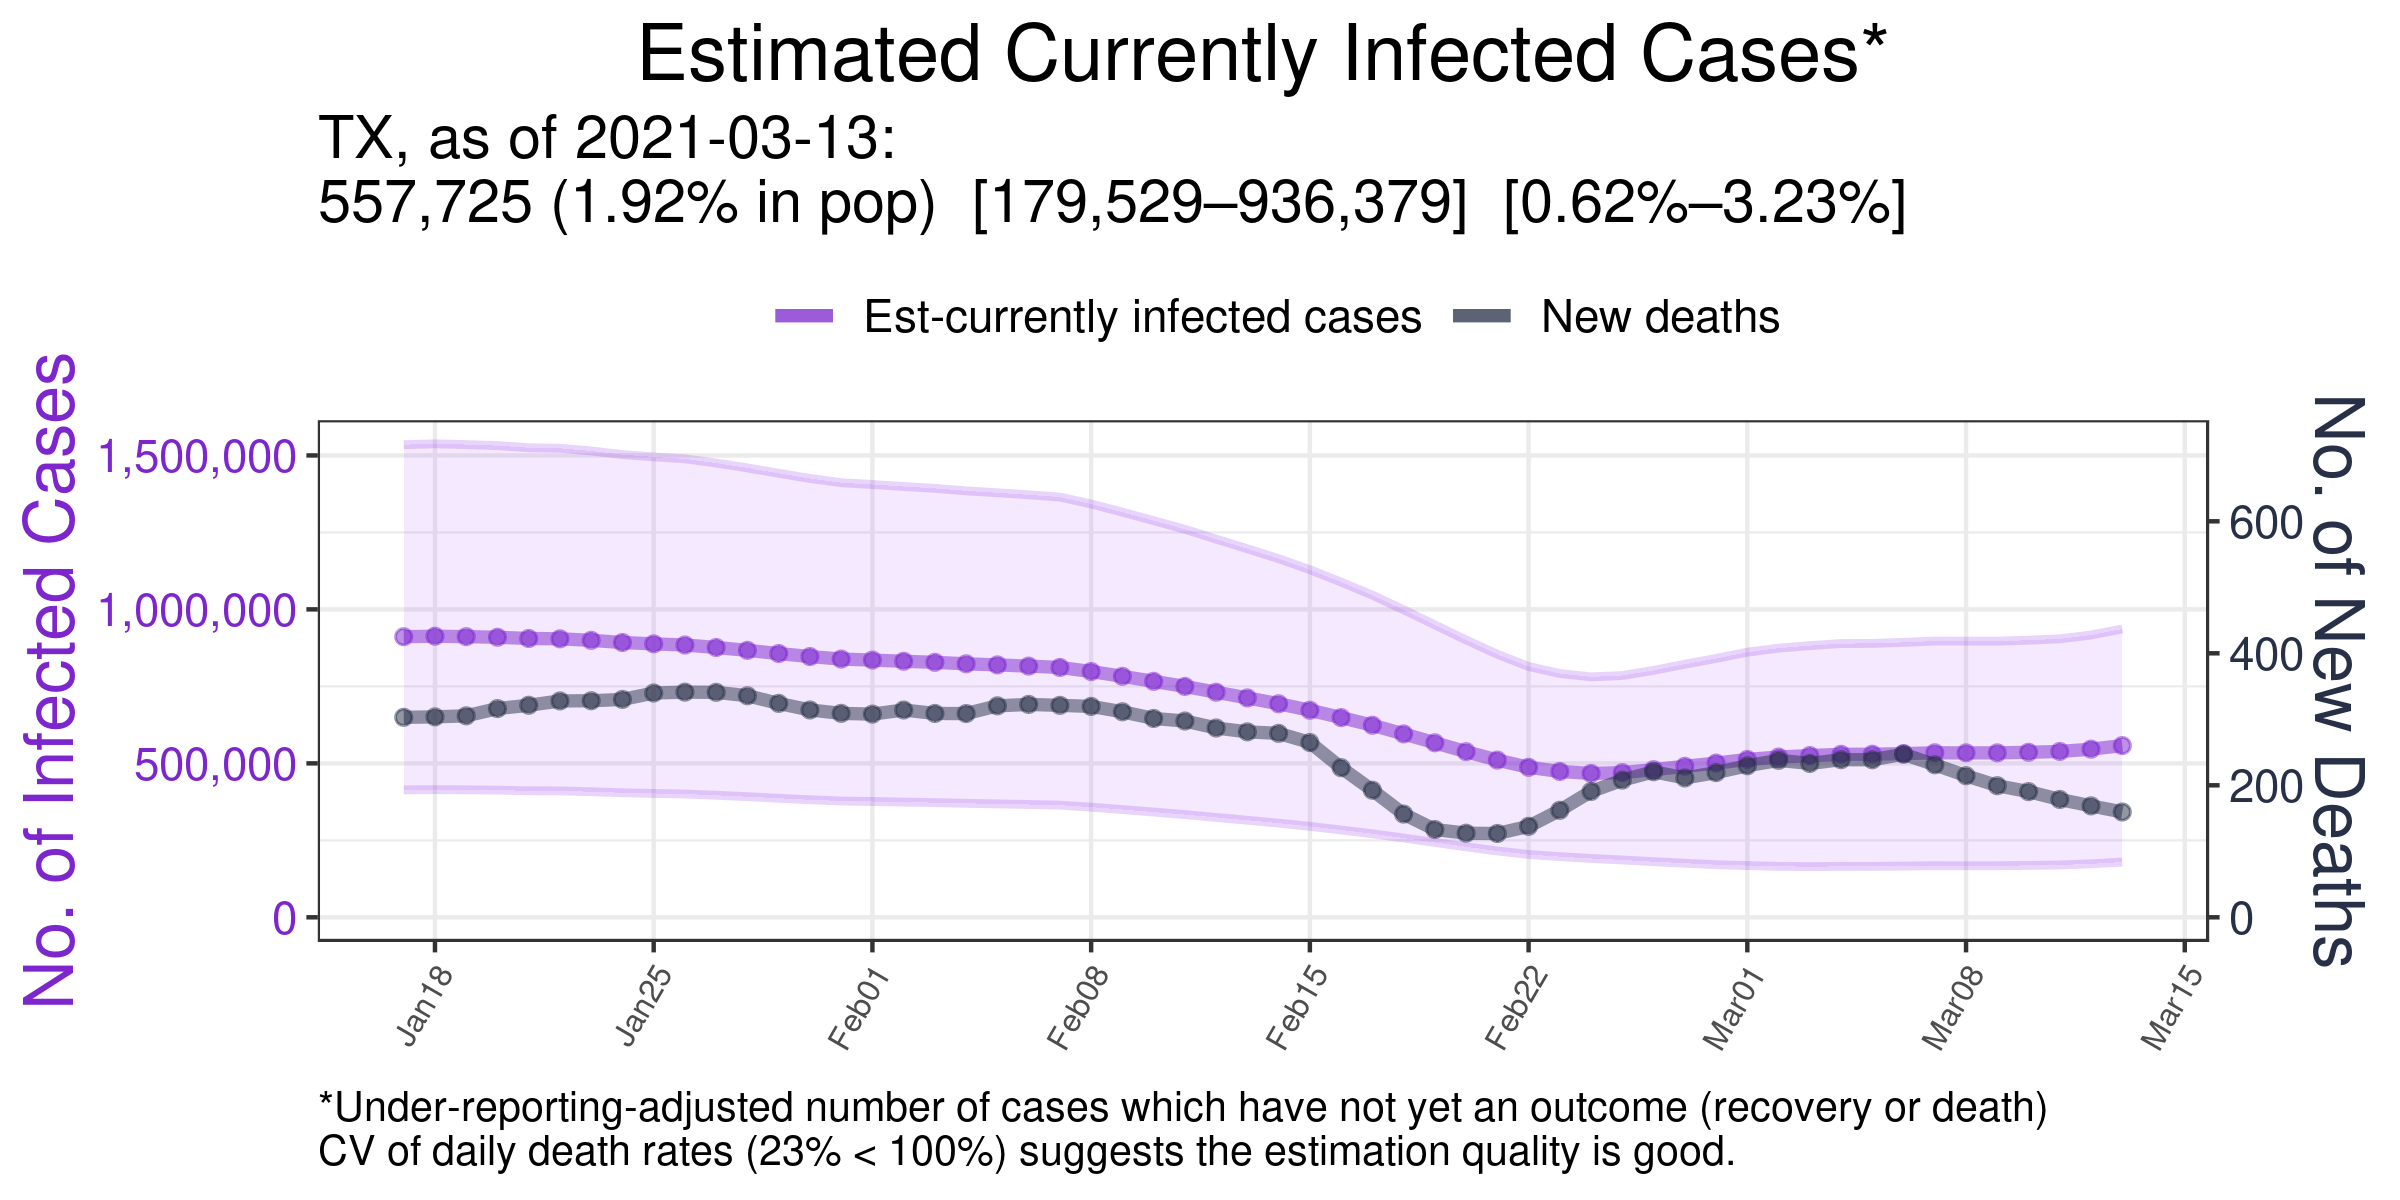 Estimated Currently Infected Cases*
TX, as of 2021-03-13:
557,725 (1.92% in pop) [179,529–936,379] [0.62%–3.23%]
Est-currently infected cases
New deaths
No. of Infected Cases
1,500,000
1,000,000
500,000
0
No. of New Deaths
600
400
200
0
Jan18
Jan25
Feb01
Feb08
Feb15
Feb22
Mar01
Mar08
Mar15
*Under-reporting-adjusted number of cases which have not yet an outcome (recovery or death)
CV of daily death rates (23% < 100%) suggests the estimation quality is good.